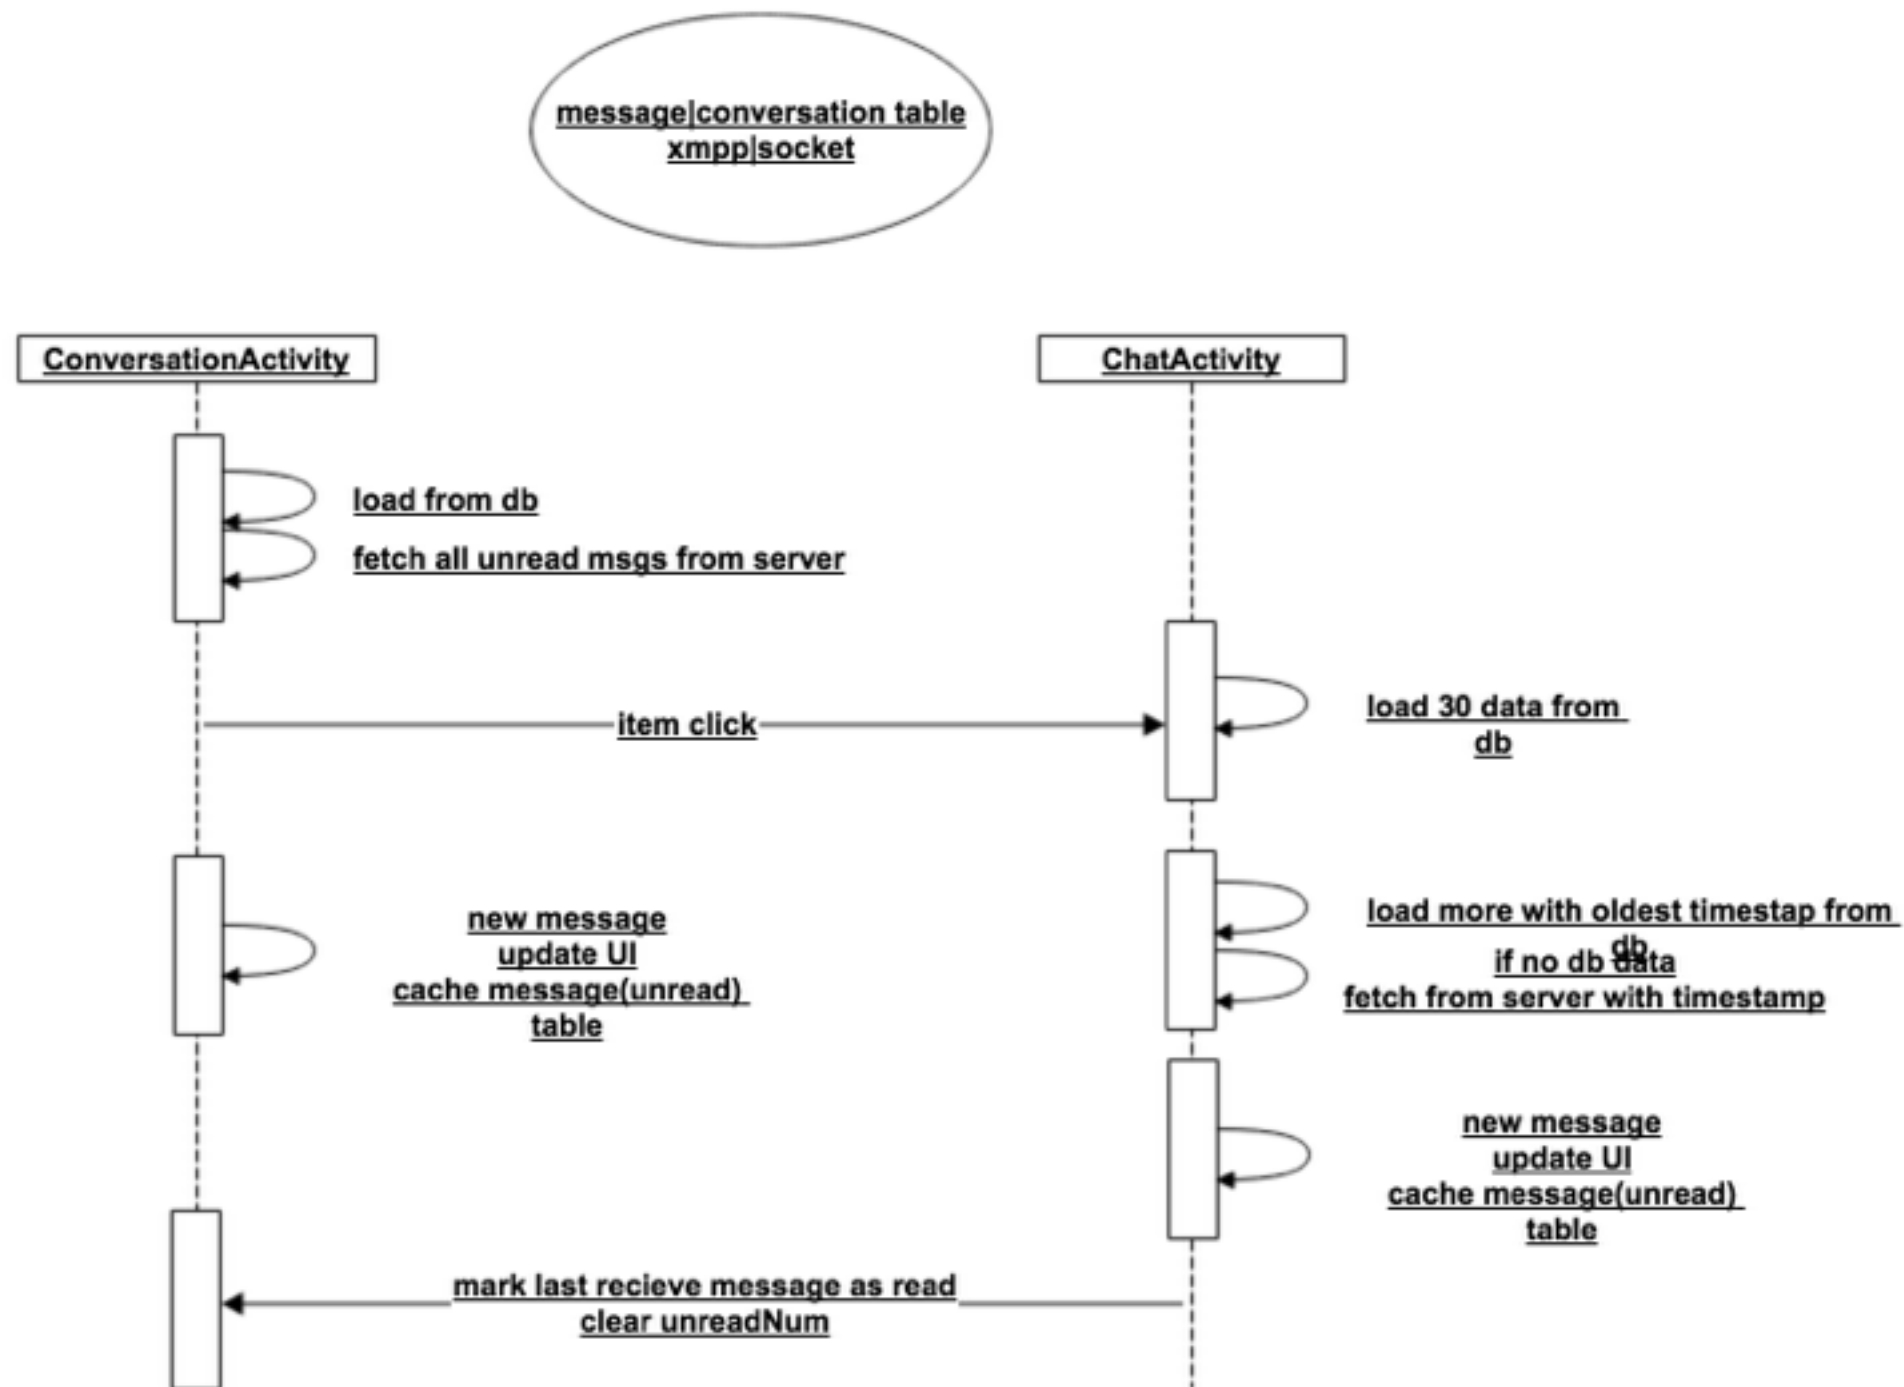 message|conversation table
xmpp|socket
ConversationActivity
ChatActivity
load from db
fetch all unread msgs from server
item click
load 30 data from
db
new message
update UI
cache message(unread)
table
load more with oldest timestap from
db
if no db data
fetch from server with timestamp
new message
update UI
cache message(unread)
table
mark last recieve message as read
clear unreadNum